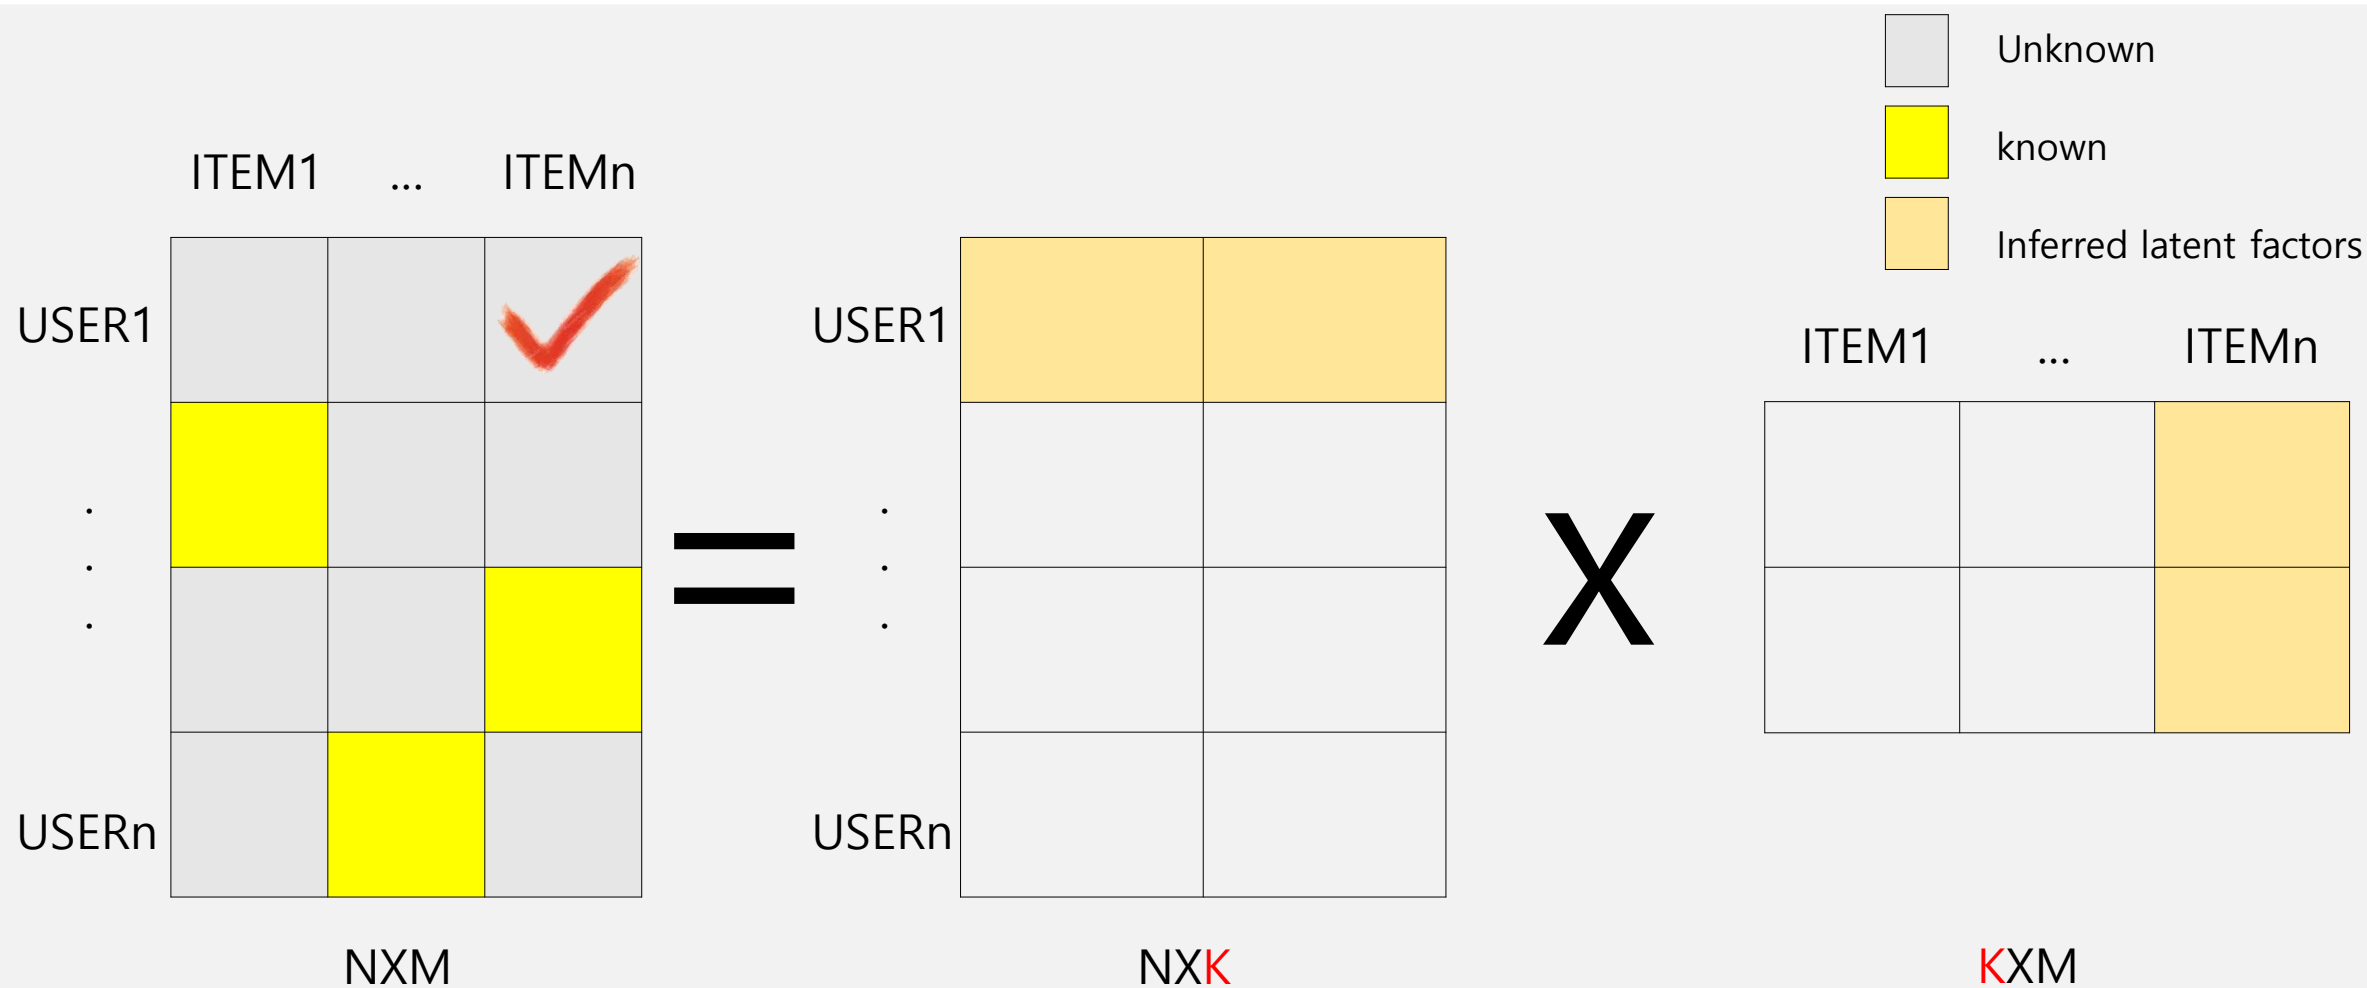 Unknown
known
Inferred latent factors
ITEM1 ... ITEMn
USER1
.
.
.
USERn
NXM
=
USER1
.
.
.
USERn
NXK
X
ITEM1 ... ITEMn
KXM